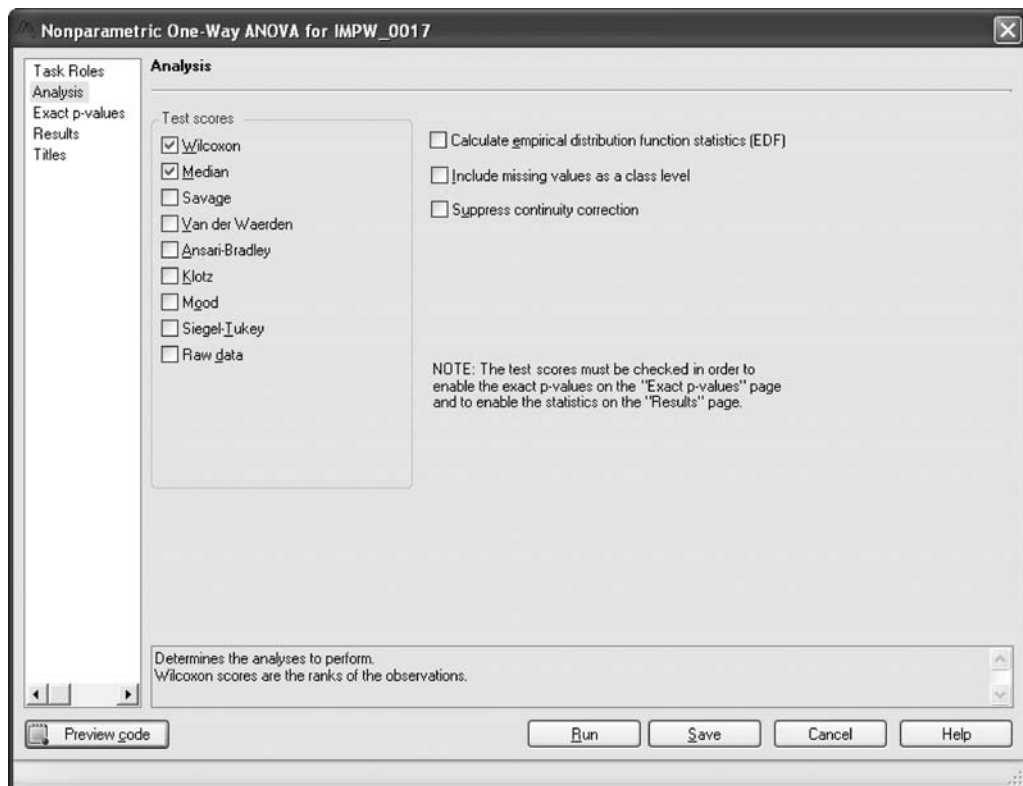 Nonparametric One-Way ANOVA for IMPW_0017
Task Roles
Analysis
Exact p-values
Results
Titles
Analysis
Test scores
Wilcoxon
Median
Savage
Van der Waerden
Ansari-Bradley
Klotz
Mood
Siegel-Tukey
Raw data
Calculate empirical distribution function statistics (EDF)
Include missing values as a class level
Suppress continuity correction
NOTE: The test scores must be checked in order to
enable the exact p-values on the "Exact p-values" page
and to enable the statistics on the "Results" page.
Determines the analyses to perform.
Wilcoxon scores are the ranks of the observations.
Preview code
Run
Save
Cancel
Help